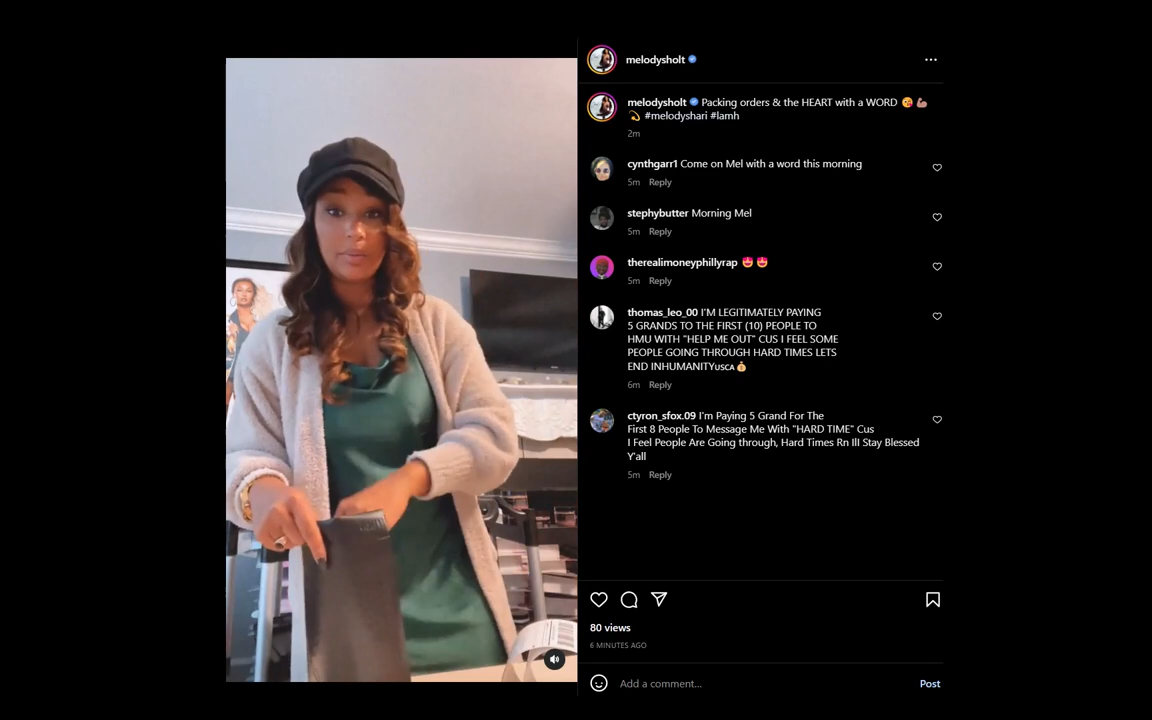 melodysholt
melodysholt Packing orders & the HEART with a WORD 😘 💪🏽
💫 #melodyshari #lamh
2m
cynthgarr1 Come on Mel with a word this morning
5m Reply
stephybutter Morning Mel
5m Reply
therealimoneyphillyrap 😍 😍
5m Reply
thomas_leo_00 I'M LEGITIMATELY PAYING
5 GRANDS TO THE FIRST (10) PEOPLE TO
HMU WITH "HELP ME OUT" CUS I FEEL SOME
PEOPLE GOING THROUGH HARD TIMES LETS
END INHUMANITYᴜꜱᴄᴀ💰
6m Reply
ctyron_sfox.09 I'm Paying 5 Grand For The
First 8 People To Message Me With "HARD TIME" Cus
I Feel People Are Going through, Hard Times Rn Ill Stay Blessed
Y'all
5m Reply
80 views
6 MINUTES AGO
Add a comment... Post